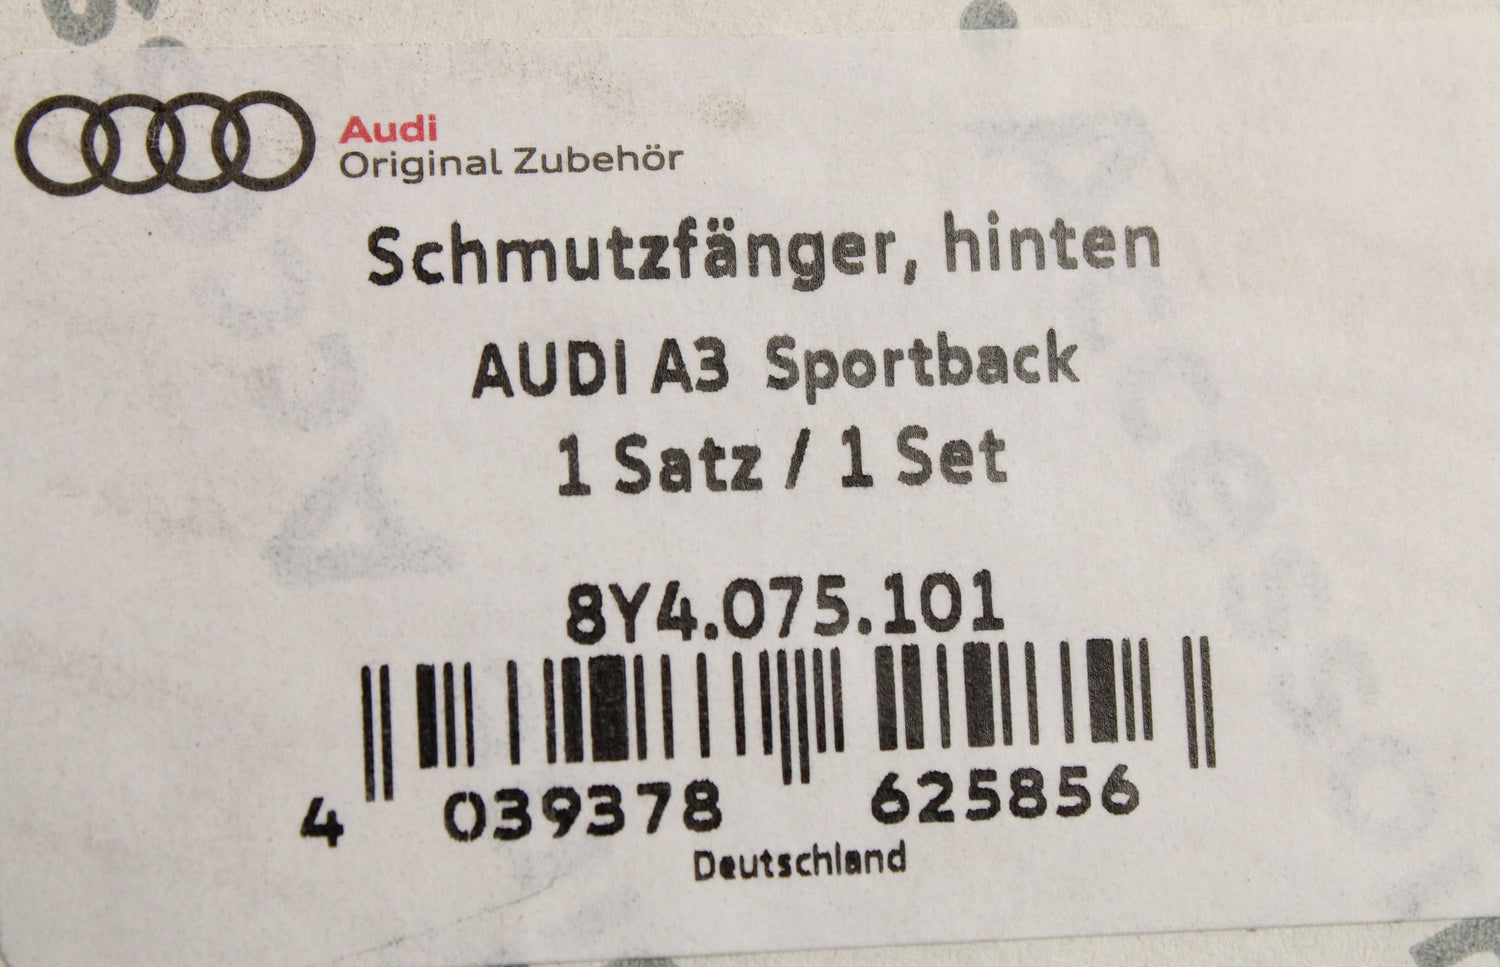 Audi
Original Zubehör
Schmutzfänger, hinten
AUDI A3 Sportback
1 Satz / 1 Set
8Y4.075.101
4 039378 625856
Deutschland